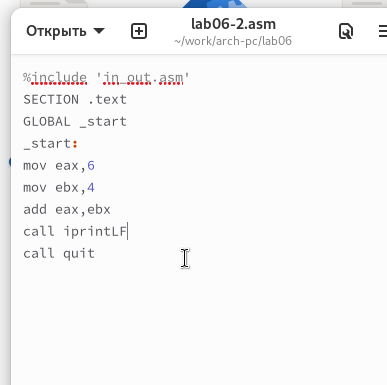 Открыть
lab06-2.asm
~/work/arch-pc/lab06
%include 'in_out.asm'
SECTION .text
GLOBAL _start
_start:
mov eax,6
mov ebx,4
add eax,ebx
call iprintLF
call quit